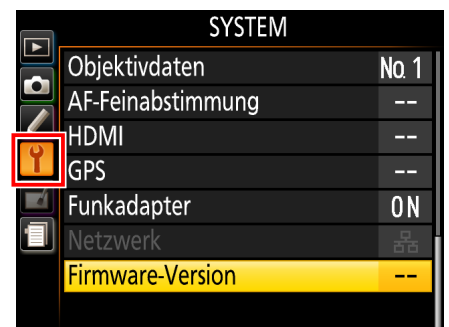 SYSTEM
Objektivdaten No. 1
AF-Feinabstimmung --
HDMI --
GPS --
Funkadapter ON
Netzwerk
Firmware-Version --